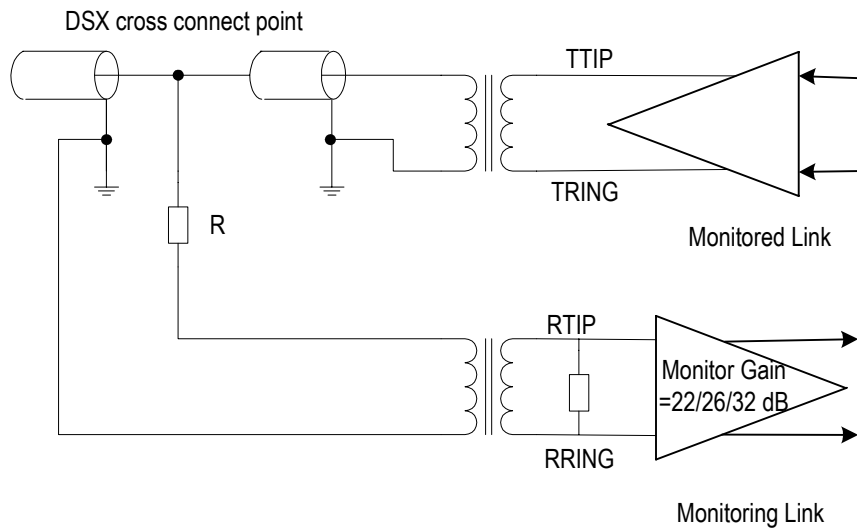 DSX cross connect point
TTIP
TRING
R
Monitored Link
RTIP
Monitor Gain
=22/26/32 dB
RRING
Monitoring Link